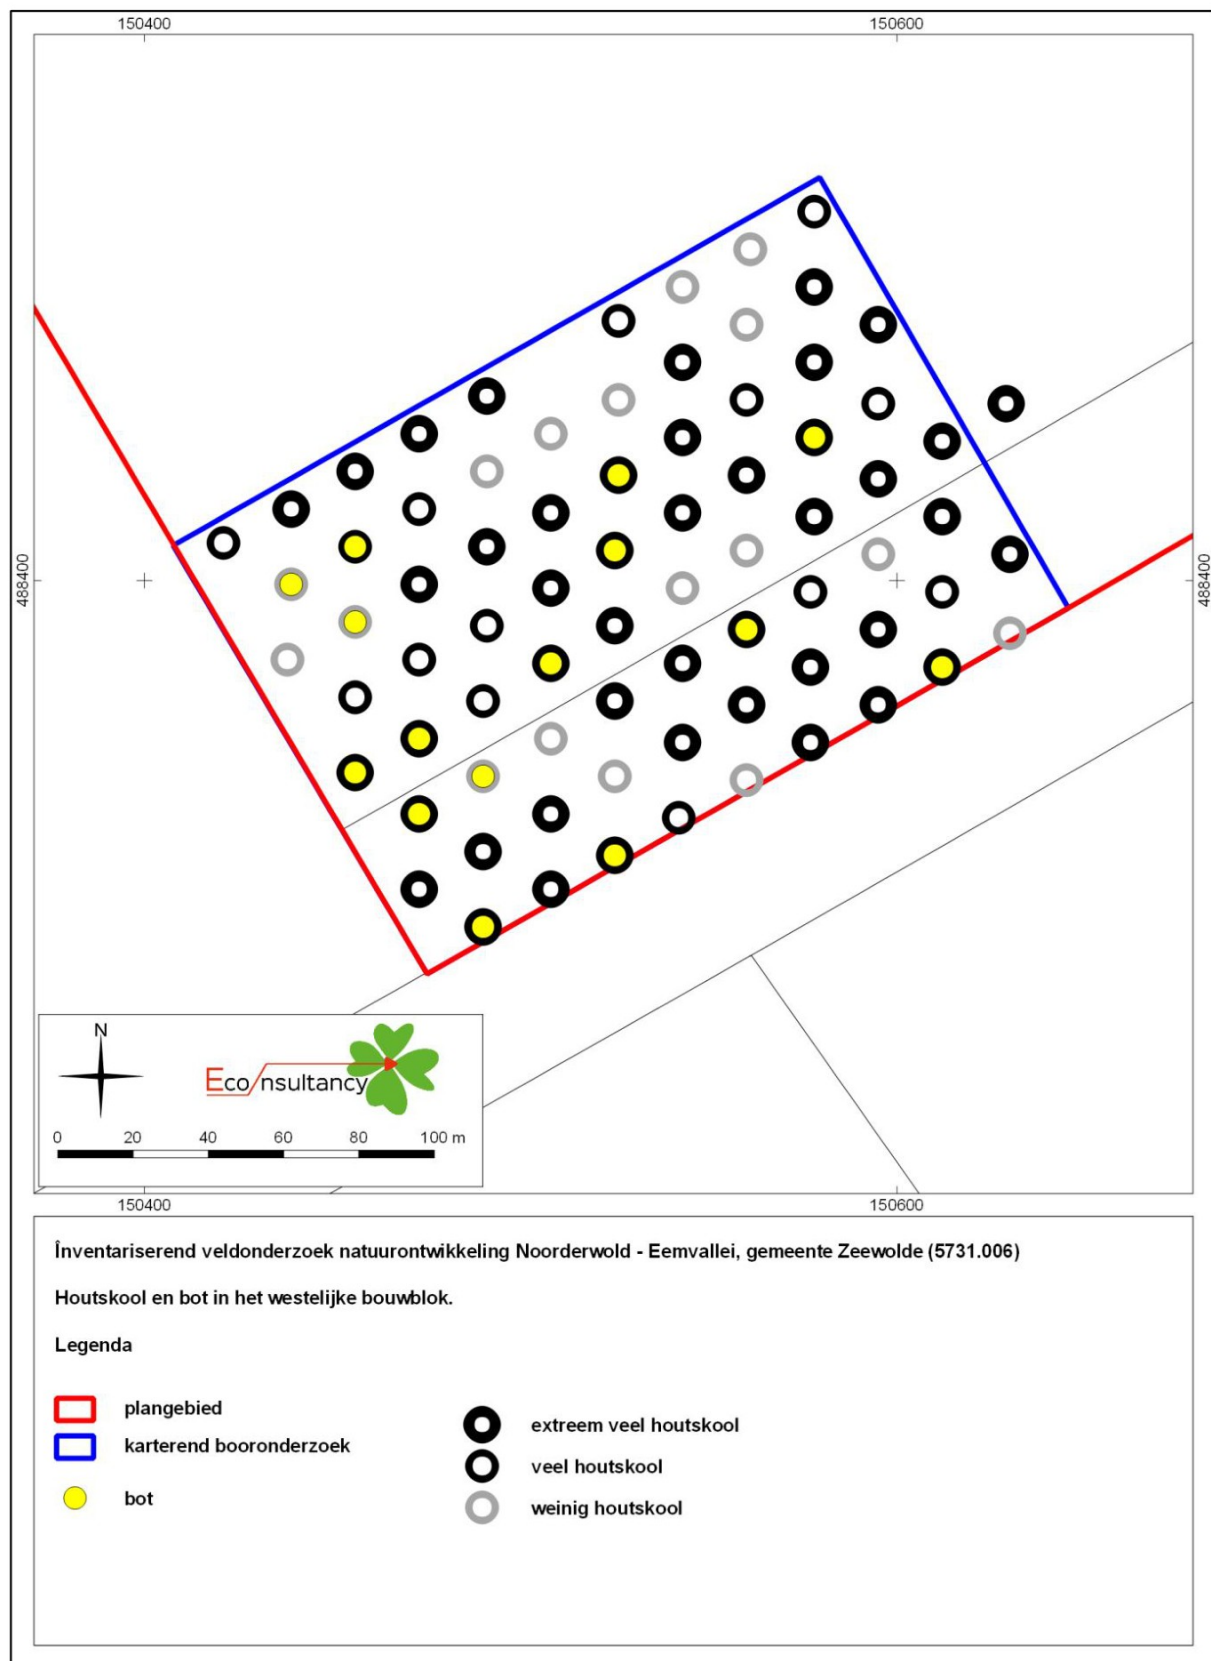 150400 150600
488400 488400
N
Eco/nsultancy
0 20 40 60 80 100 m
150400 150600
Înventariserend veldonderzoek natuurontwikkeling Noorderwold - Eemvallei, gemeente Zeewolde (5731.006)
Houtskool en bot in het westelijke bouwblok.
Legenda
plangebied
karterend booronderzoek
bot
extreem veel houtskool
veel houtskool
weinig houtskool